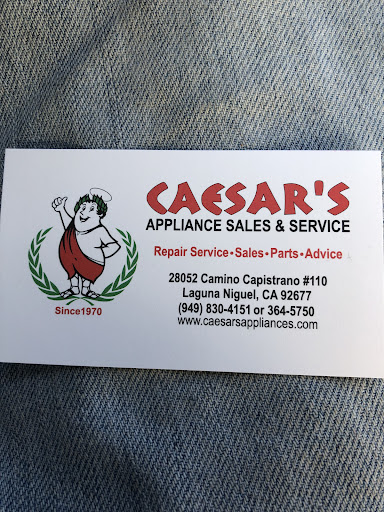 CAESAR'S
APPLIANCE SALES & SERVICE
Repair Service•Sales•Parts•Advice
28052 Camino Capistrano #110
Laguna Niguel, CA 92677
(949) 830-4151 or 364-5750
www.caesarsappliances.com
Since1970